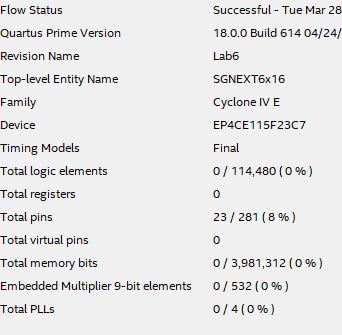 Flow Status Successful - Tue Mar 28
Quartus Prime Version 18.0.0 Build 614 04/24/
Revision Name Lab6
Top-level Entity Name SGNEXT6x16
Family Cyclone IV E
Device EP4CE115F23C7
Timing Models Final
Total logic elements 0 / 114,480 ( 0 % )
Total registers 0
Total pins 23 / 281 ( 8 % )
Total virtual pins 0
Total memory bits 0 / 3,981,312 ( 0 % )
Embedded Multiplier 9-bit elements 0 / 532 ( 0 % )
Total PLLs 0 / 4 ( 0 % )